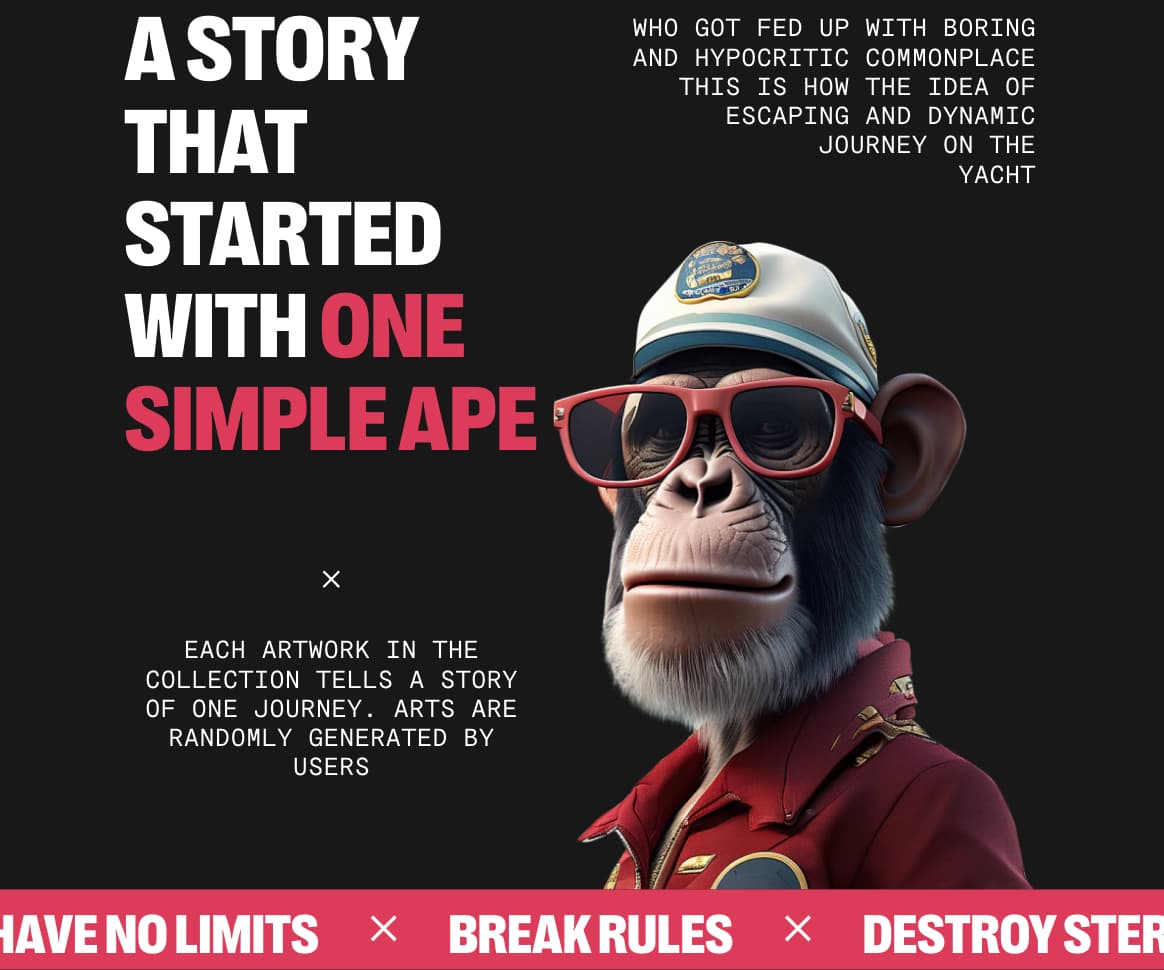 A STORY
THAT
STARTED
WITH ONE
SIMPLE APE
WHO GOT FED UP WITH BORING
AND HYPOCRITIC COMMONPLACE
THIS IS HOW THE IDEA OF
ESCAPING AND DYNAMIC
JOURNEY ON THE
YACHT
EACH ARTWORK IN THE
COLLECTION TELLS A STORY
OF ONE JOURNEY. ARTS ARE
RANDOMLY GENERATED BY
USERS
HAVE NO LIMITS × BREAK RULES × DESTROY STER